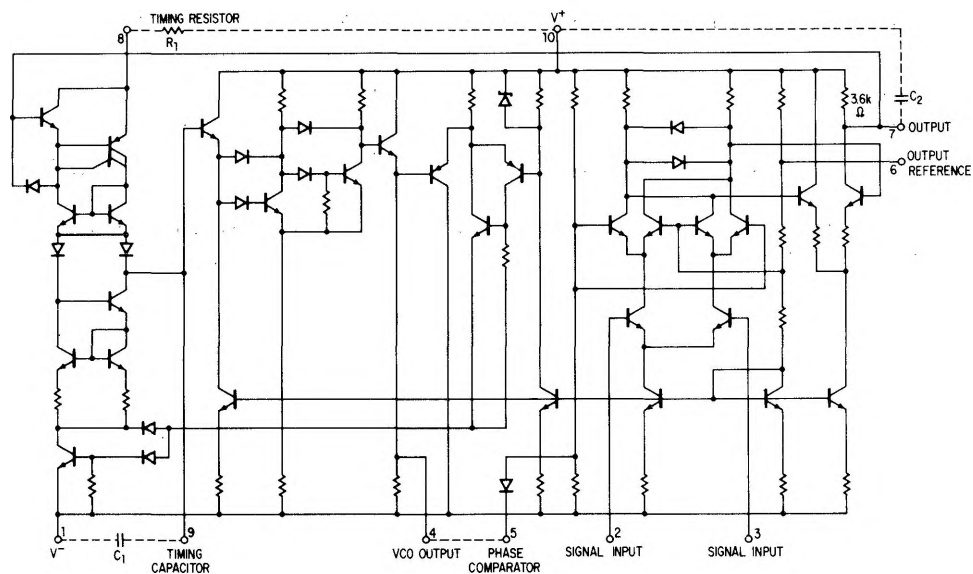 TIMING RESISTOR
8
R1
V+
10
C2
3.6k
Ω
7
OUTPUT
6
OUTPUT
REFERENCE
1
V−
C1
9
TIMING
CAPACITOR
4
VCO OUTPUT
5
PHASE
COMPARATOR
2
SIGNAL INPUT
3
SIGNAL INPUT